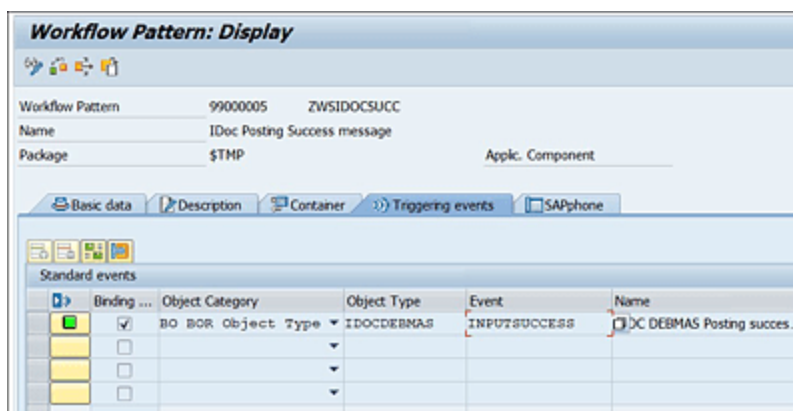 Workflow Pattern: Display
Workflow Pattern 99000005 ZWSIDOCSUCC
Name IDoc Posting Success message
Package $TMP Applic. Component
Basic data Description Container Triggering events SAPphone
Standard events
Binding ... Object Category Object Type Event Name
BO BOR Object Type IDOCDEBMAS INPUTSUCCESS DC DEBMAS Posting succes...